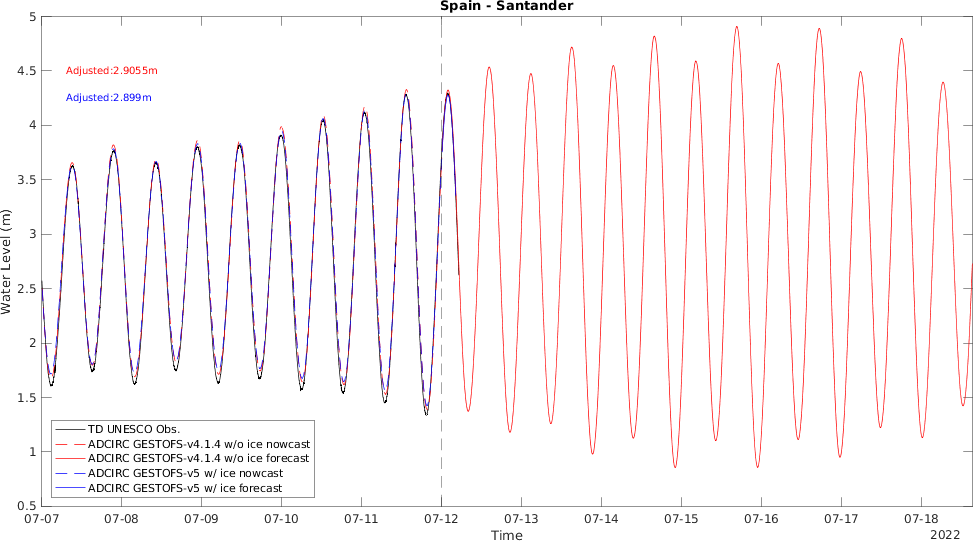 Spain - Santander
5
4.5
4
3.5
3
2.5
2
1.5
1
0.5
Water Level (m)
Adjusted:2.9055m
Adjusted:2.899m
TD UNESCO Obs.
ADCIRC GESTOFS-v4.1.4 w/o ice nowcast
ADCIRC GESTOFS-v4.1.4 w/o ice forecast
ADCIRC GESTOFS-v5 w/ ice nowcast
ADCIRC GESTOFS-v5 w/ ice forecast
07-07 07-08 07-09 07-10 07-11 07-12 07-13 07-14 07-15 07-16 07-17 07-18
2022
Time